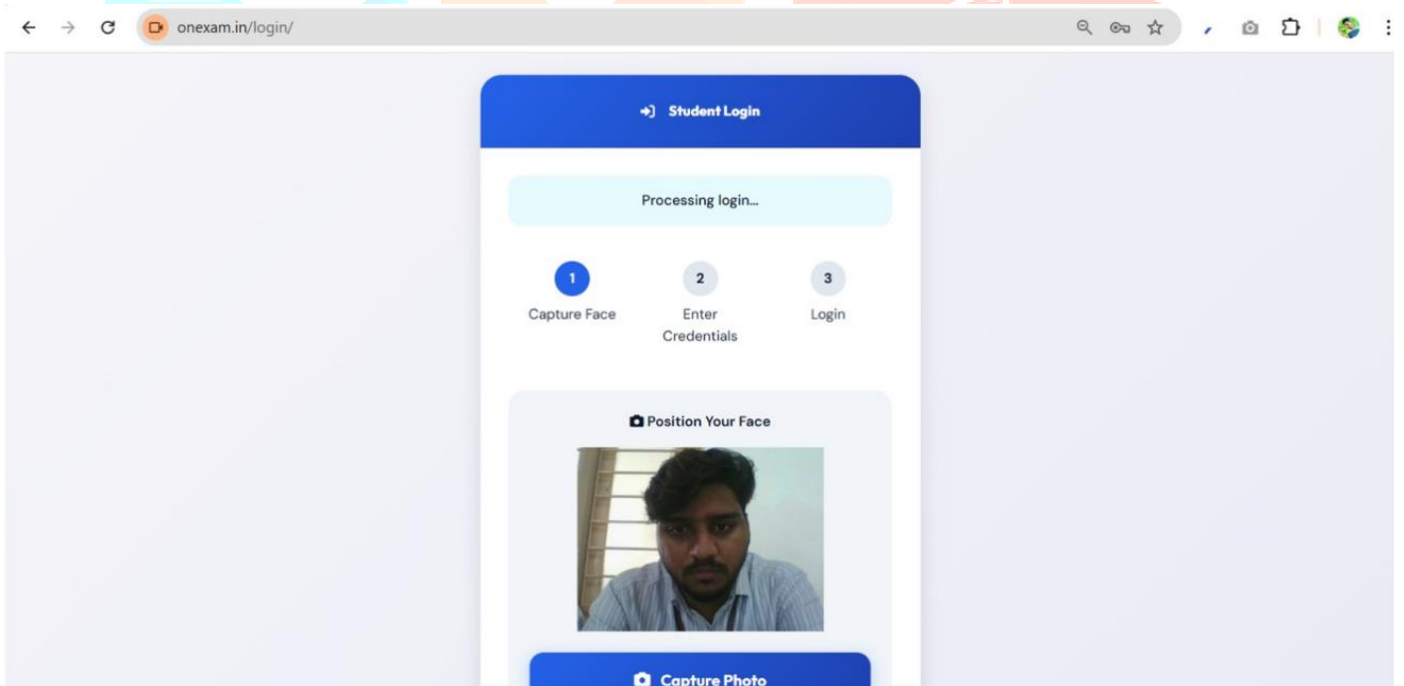 onexam.in/login/
Student Login
Processing login...
1
2
3
Capture Face
Enter
Credentials
Login
Position Your Face
Capture Photo